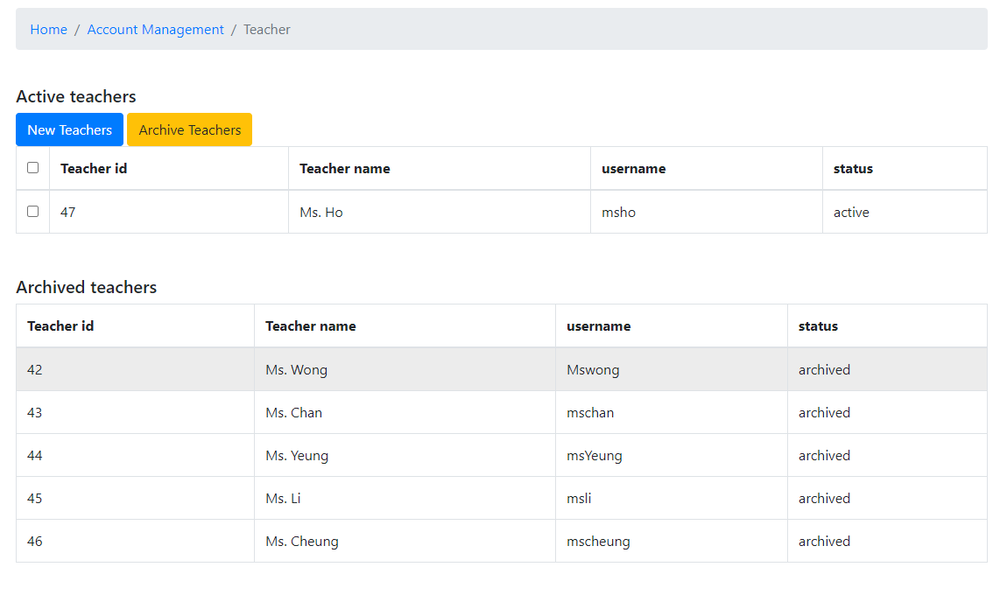 Home / Account Management / Teacher
Active teachers
New Teachers Archive Teachers
Teacher id Teacher name username status
47 Ms. Ho msho active
Archived teachers
Teacher id Teacher name username status
42 Ms. Wong Mswong archived
43 Ms. Chan mschan archived
44 Ms. Yeung msYeung archived
45 Ms. Li msli archived
46 Ms. Cheung mscheung archived